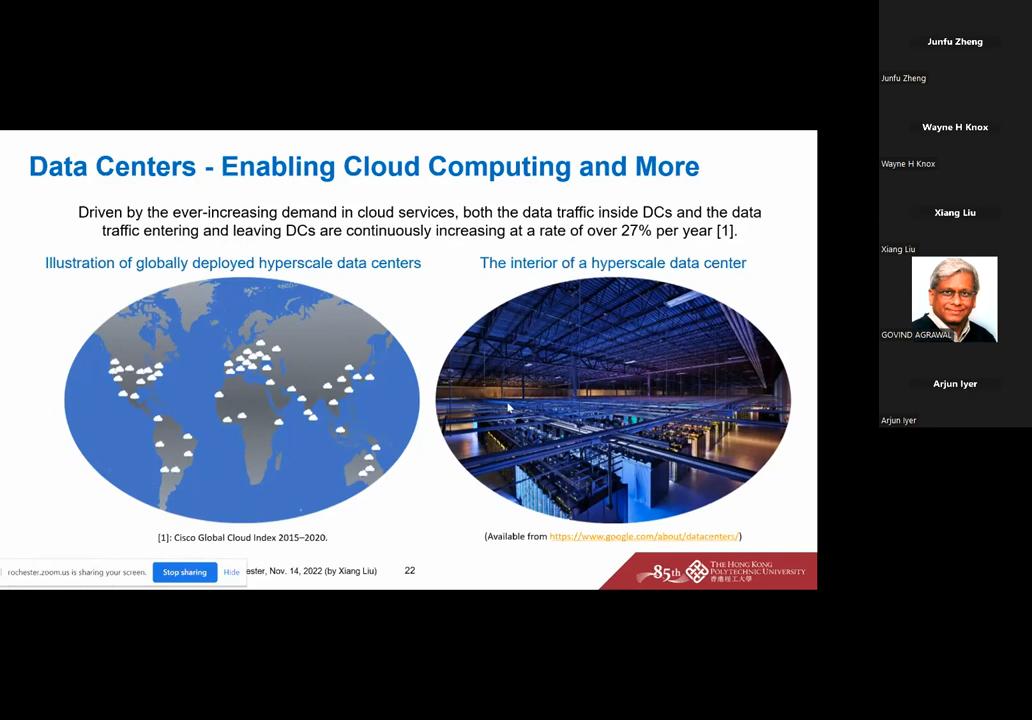 Data Centers - Enabling Cloud Computing and More
Driven by the ever-increasing demand in cloud services, both the data traffic inside DCs and the data
traffic entering and leaving DCs are continuously increasing at a rate of over 27% per year [1].
Illustration of globally deployed hyperscale data centers
The interior of a hyperscale data center
[1]: Cisco Global Cloud Index 2015–2020.
(Available from https://www.google.com/about/datacenters/)
rochester.zoom.us is sharing your screen.
Stop sharing
Hide
ester, Nov. 14, 2022 (by Xiang Liu)
22
85th
THE HONG KONG
POLYTECHNIC UNIVERSITY
香港理工大學
Junfu Zheng
Junfu Zheng
Wayne H Knox
Wayne H Knox
Xiang Liu
Xiang Liu
GOVIND AGRAWAL
Arjun Iyer
Arjun Iyer